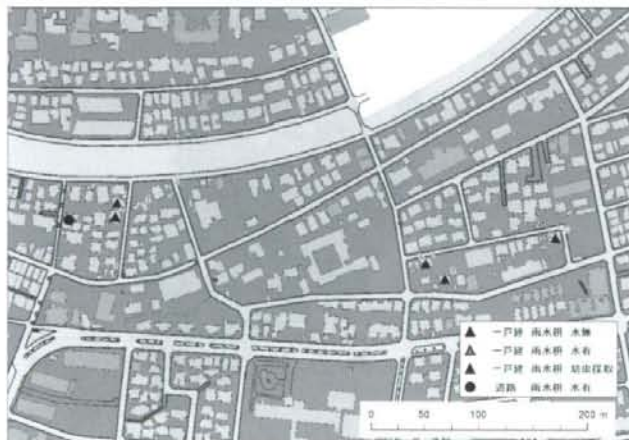 一戸建 雨水桝 水無
一戸建 雨水桝 水有
一戸建 雨水桝 幼虫採取
道路 雨水桝 水有
0 50 100 200 m